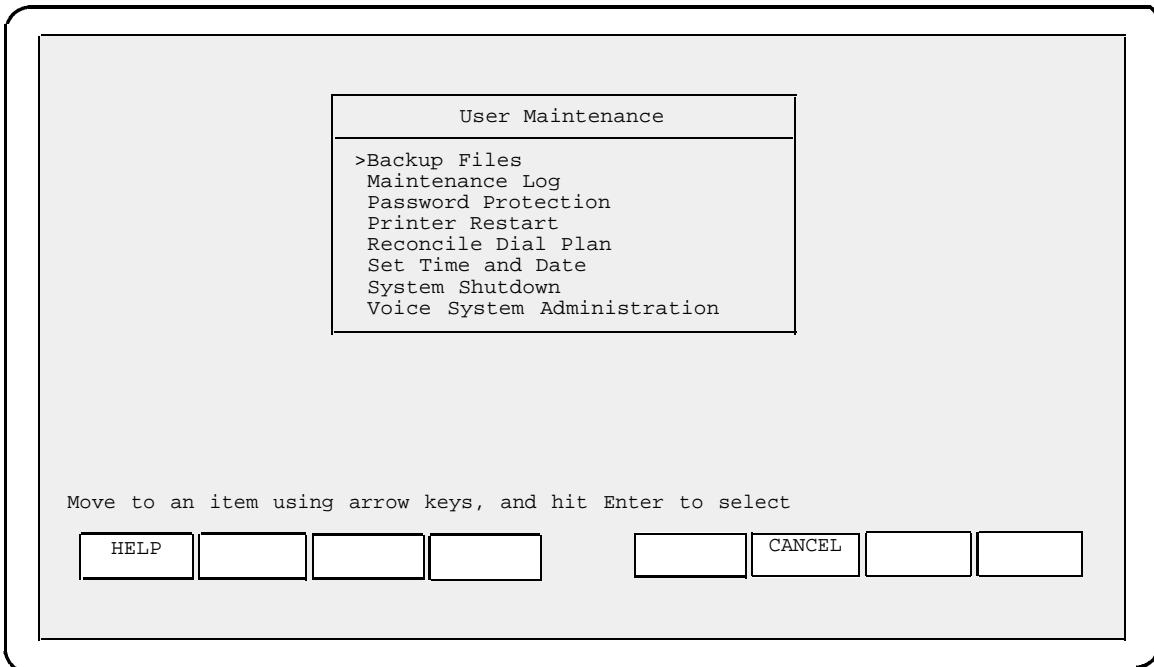 User Maintenance
>Backup Files
Maintenance Log
Password Protection
Printer Restart
Reconcile Dial Plan
Set Time and Date
System Shutdown
Voice System Administration
Move to an item using arrow keys, and hit Enter to select
HELP CANCEL